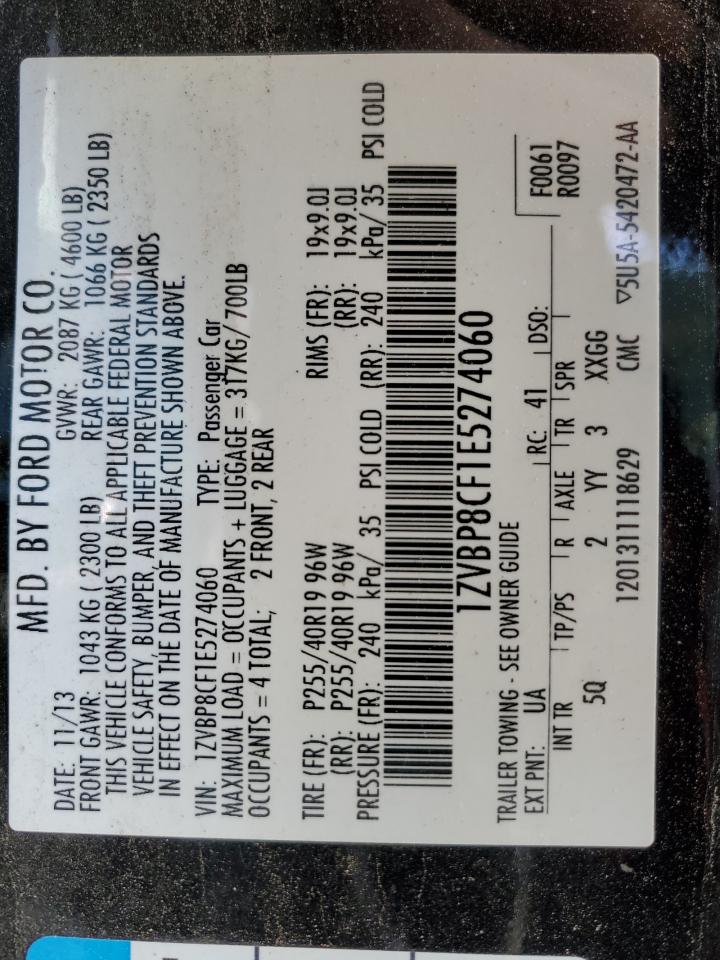 MFD. BY FORD MOTOR CO.
DATE: 11/13 GVWR: 2087 KG ( 4600 LB)
FRONT GAWR: 1043 KG ( 2300 LB) REAR GAWR: 1066 KG ( 2350 LB)
THIS VEHICLE CONFORMS TO ALL APPLICABLE FEDERAL MOTOR
VEHICLE SAFETY, BUMPER, AND THEFT PREVENTION STANDARDS
IN EFFECT ON THE DATE OF MANUFACTURE SHOWN ABOVE.
VIN: 1ZVBP8CF1E5274060 TYPE: Passenger Car
MAXIMUM LOAD = OCCUPANTS + LUGGAGE = 317KG/ 700LB
OCCUPANTS = 4 TOTAL; 2 FRONT, 2 REAR
TIRE (FR): P255/40R19 96W RIMS (FR): 19x9.0J
(RR): P255/40R19 96W (RR): 19x9.0J
PRESSURE (FR): 240 kPa/ 35 PSI COLD (RR): 240 kPa/ 35 PSI COLD
1ZVBP8CF1E5274060
TRAILER TOWING - SEE OWNER GUIDE
F0061
EXT PNT: UA RC: 41 DSO: R0097
INT TR TP/PS R AXLE TR SPR
5Q 2 YY 3 XXGG
1201311118629 CMC ▽5U5A-5420472-AA